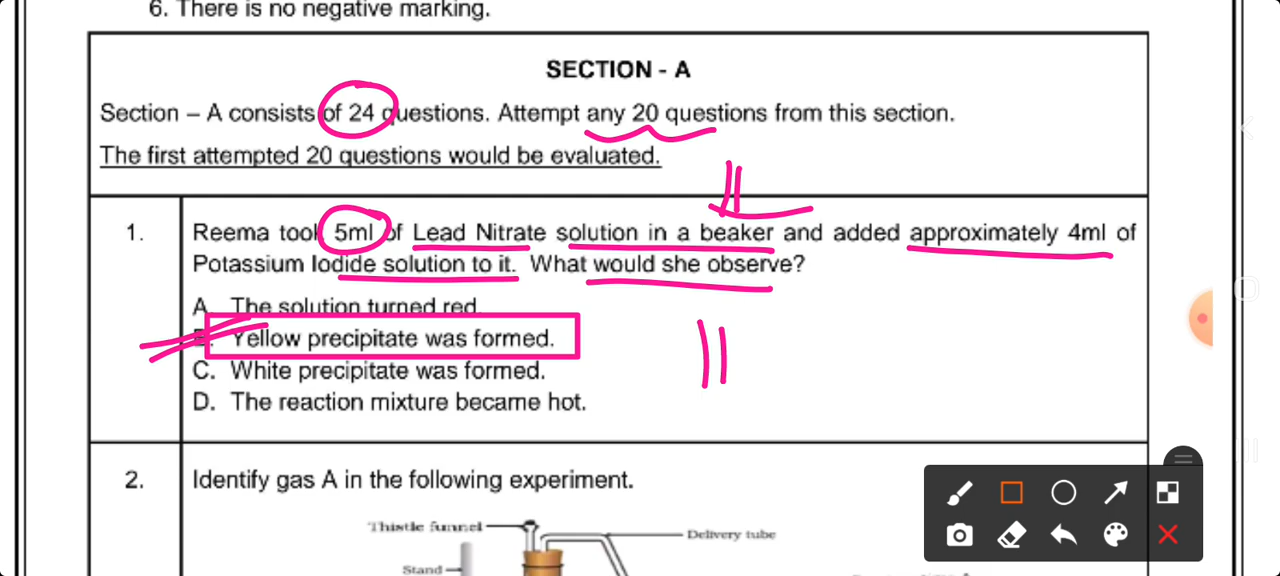 6. There is no negative marking.
SECTION - A
Section – A consists of 24 questions. Attempt any 20 questions from this section.
The first attempted 20 questions would be evaluated.
1. Reema took 5ml of Lead Nitrate solution in a beaker and added approximately 4ml of
Potassium Iodide solution to it. What would she observe?
A. The solution turned red.
B. Yellow precipitate was formed.
C. White precipitate was formed.
D. The reaction mixture became hot.
2. Identify gas A in the following experiment.
Thistle funnel
Delivery tube
Stand